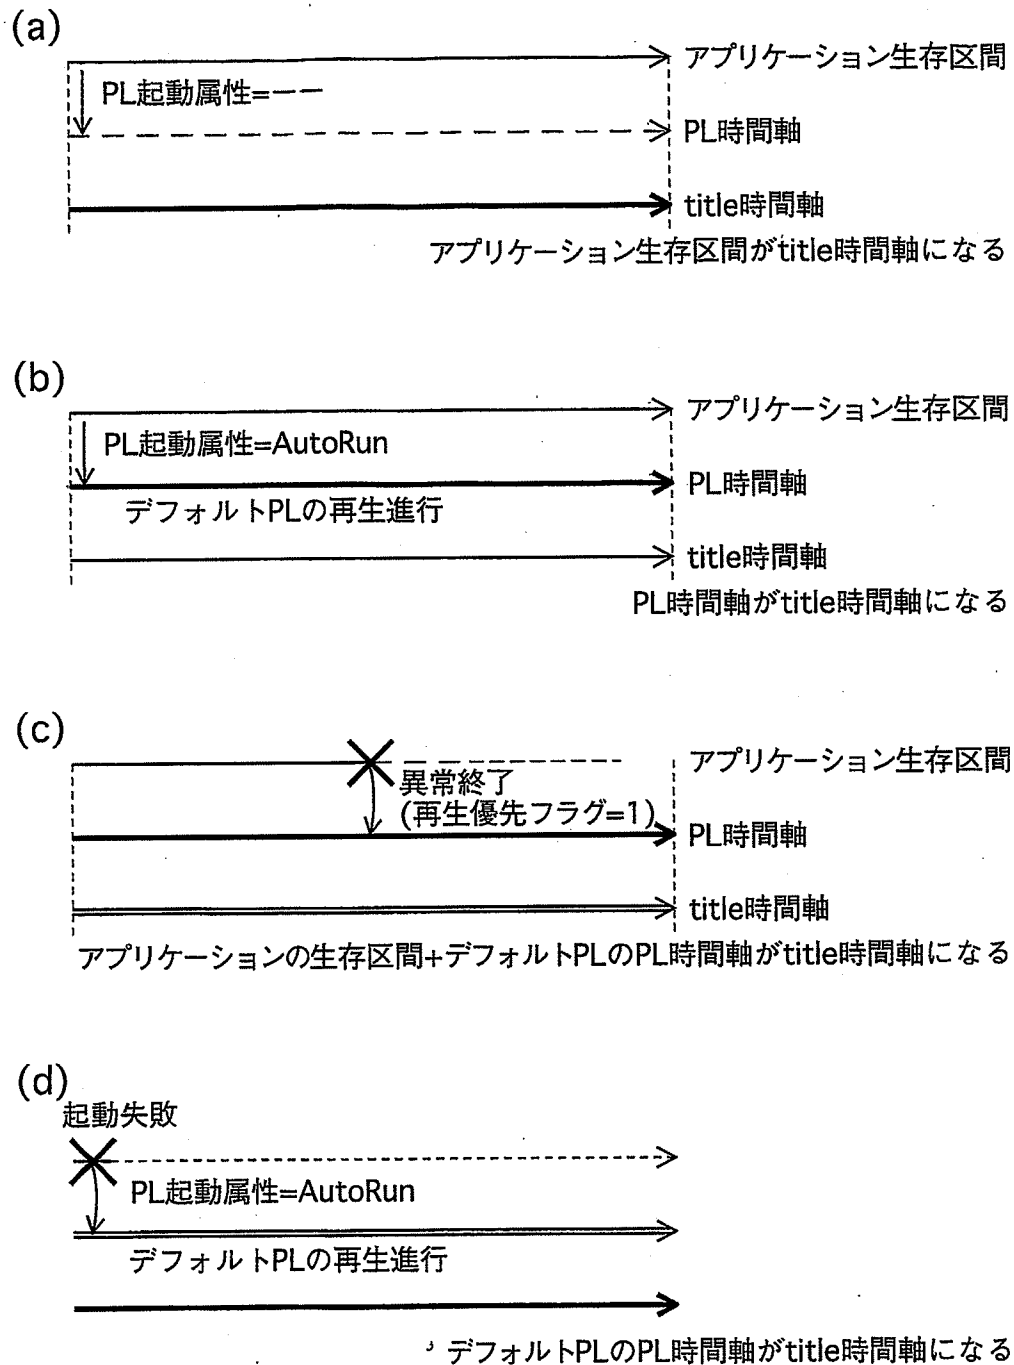 (a)
アプリケーション生存区間
PL起動属性=――
PL時間軸
title時間軸
アプリケーション生存区間がtitle時間軸になる
(b)
アプリケーション生存区間
PL起動属性=AutoRun
PL時間軸
デフォルトPLの再生進行
title時間軸
PL時間軸がtitle時間軸になる
(c)
アプリケーション生存区間
異常終了
(再生優先フラグ=1)
PL時間軸
title時間軸
アプリケーションの生存区間+デフォルトPLのPL時間軸がtitle時間軸になる
(d)
起動失敗
PL起動属性=AutoRun
デフォルトPLの再生進行
デフォルトPLのPL時間軸がtitle時間軸になる